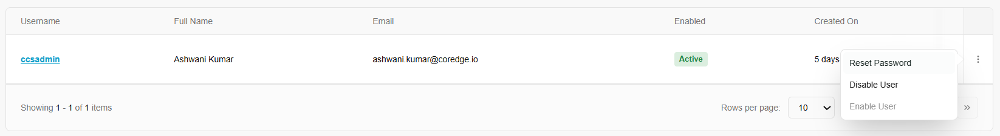 Username Full Name Email Enabled Created On
ccsadmin Ashwani Kumar ashwani.kumar@coredge.io Active 5 days
Reset Password
Disable User
Enable User
Showing 1 - 1 of 1 items Rows per page: 10 »